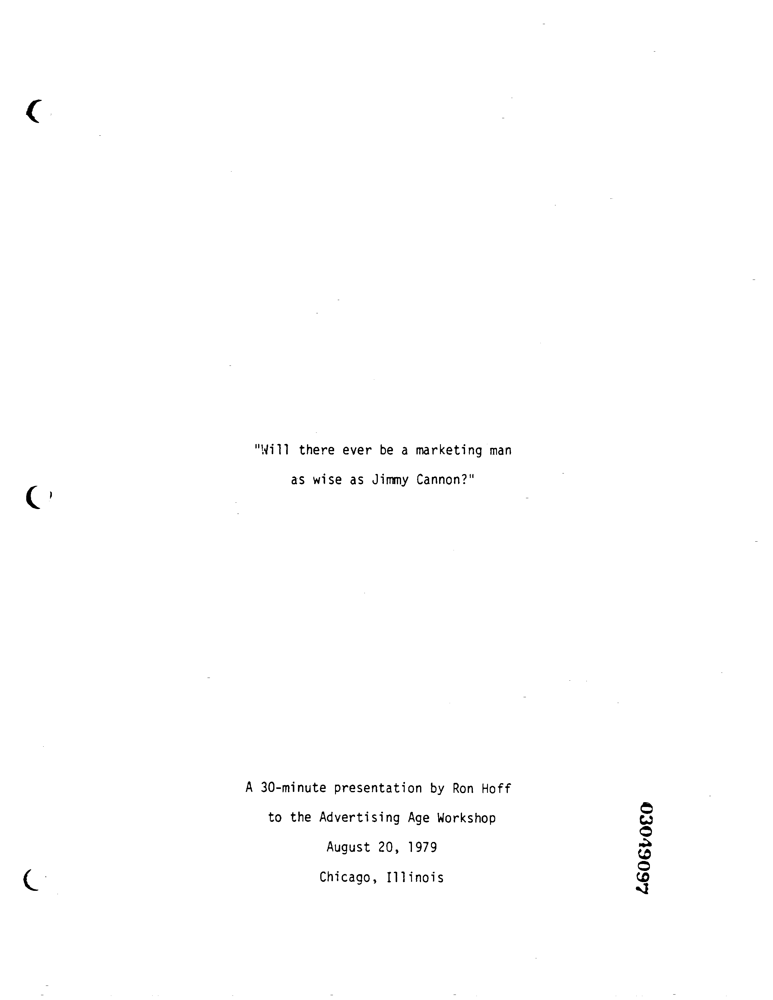 "Will there ever be a marketing man
as wise as Jimmy Cannon?"
A 30-minute presentation by Ron Hoff
to the Advertising Age Workshop
August 20, 1979
Chicago, Illinois
03049097